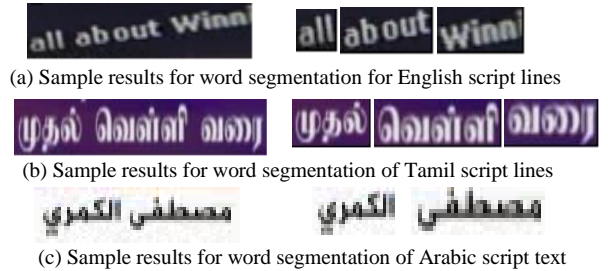 all about Winni all about Winni
(a) Sample results for word segmentation for English script lines
முதல் வெள்ளி வரை முதல் வெள்ளி வரை
(b) Sample results for word segmentation of Tamil script lines
مصطفى الكمري الكمري مصطفى
(c) Sample results for word segmentation of Arabic script text